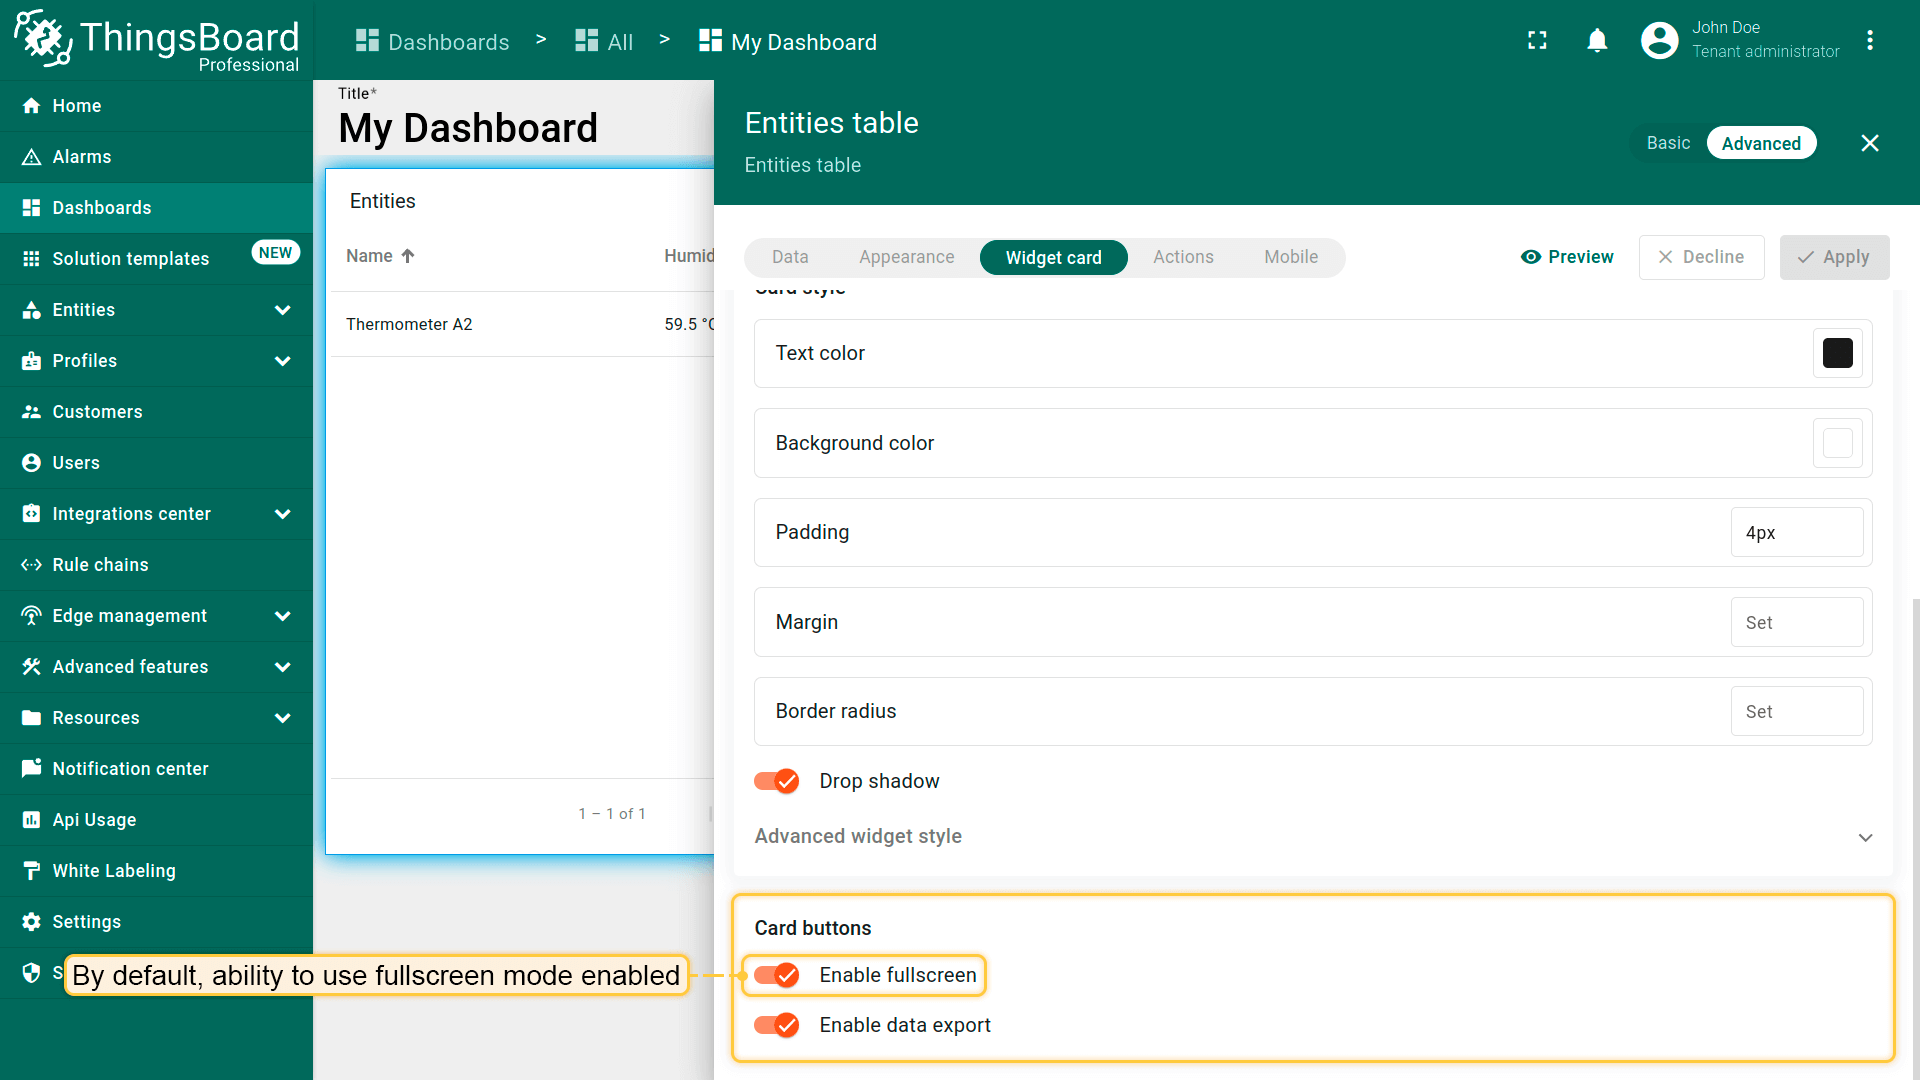 ThingsBoard
Professional
Dashboards > All > My Dashboard
John Doe
Tenant administrator
Home
Alarms
Dashboards
Solution templates NEW
Entities
Profiles
Customers
Users
Integrations center
Rule chains
Edge management
Advanced features
Resources
Notification center
Api Usage
White Labeling
Settings
S
By default, ability to use fullscreen mode enabled
Title*
My Dashboard
Entities
Name Humid
Thermometer A2 59.5 °C
1 – 1 of 1
Entities table
Entities table
Basic Advanced
Data Appearance Widget card Actions Mobile
Preview Decline Apply
Card style
Text color
Background color
Padding 4px
Margin Set
Border radius Set
Drop shadow
Advanced widget style
Card buttons
Enable fullscreen
Enable data export